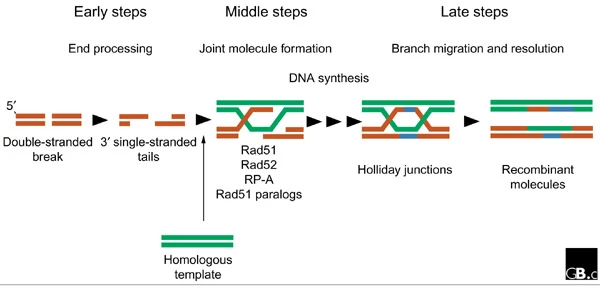 Early steps
Middle steps
Late steps
End processing
Joint molecule formation
Branch migration and resolution
DNA synthesis
5′
Double-stranded
break
3′ single-stranded
tails
Rad51
Rad52
RP-A
Rad51 paralogs
Holliday junctions
Recombinant
molecules
Homologous
template
GB.c